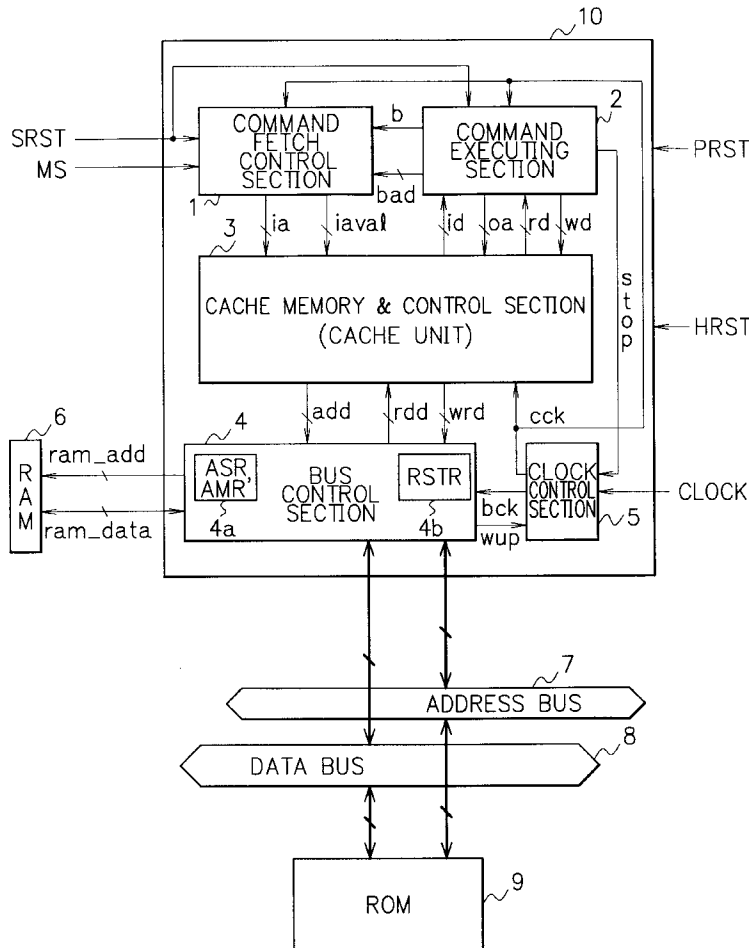 10
2
SRST
MS
COMMAND
FETCH
CONTROL
SECTION
b
bad
COMMAND
EXECUTING
SECTION
PRST
1
3
ia
iaval
id
oa
rd
wd
stop
CACHE MEMORY & CONTROL SECTION
(CACHE UNIT)
HRST
6
4
add
rdd
wrd
cck
RAM
ram_add
ram_data
ASR
AMR'
4a
BUS
CONTROL
SECTION
RSTR
4b
bck
wup
CLOCK
CONTROL
SECTION
5
CLOCK
7
ADDRESS BUS
8
DATA BUS
ROM
9